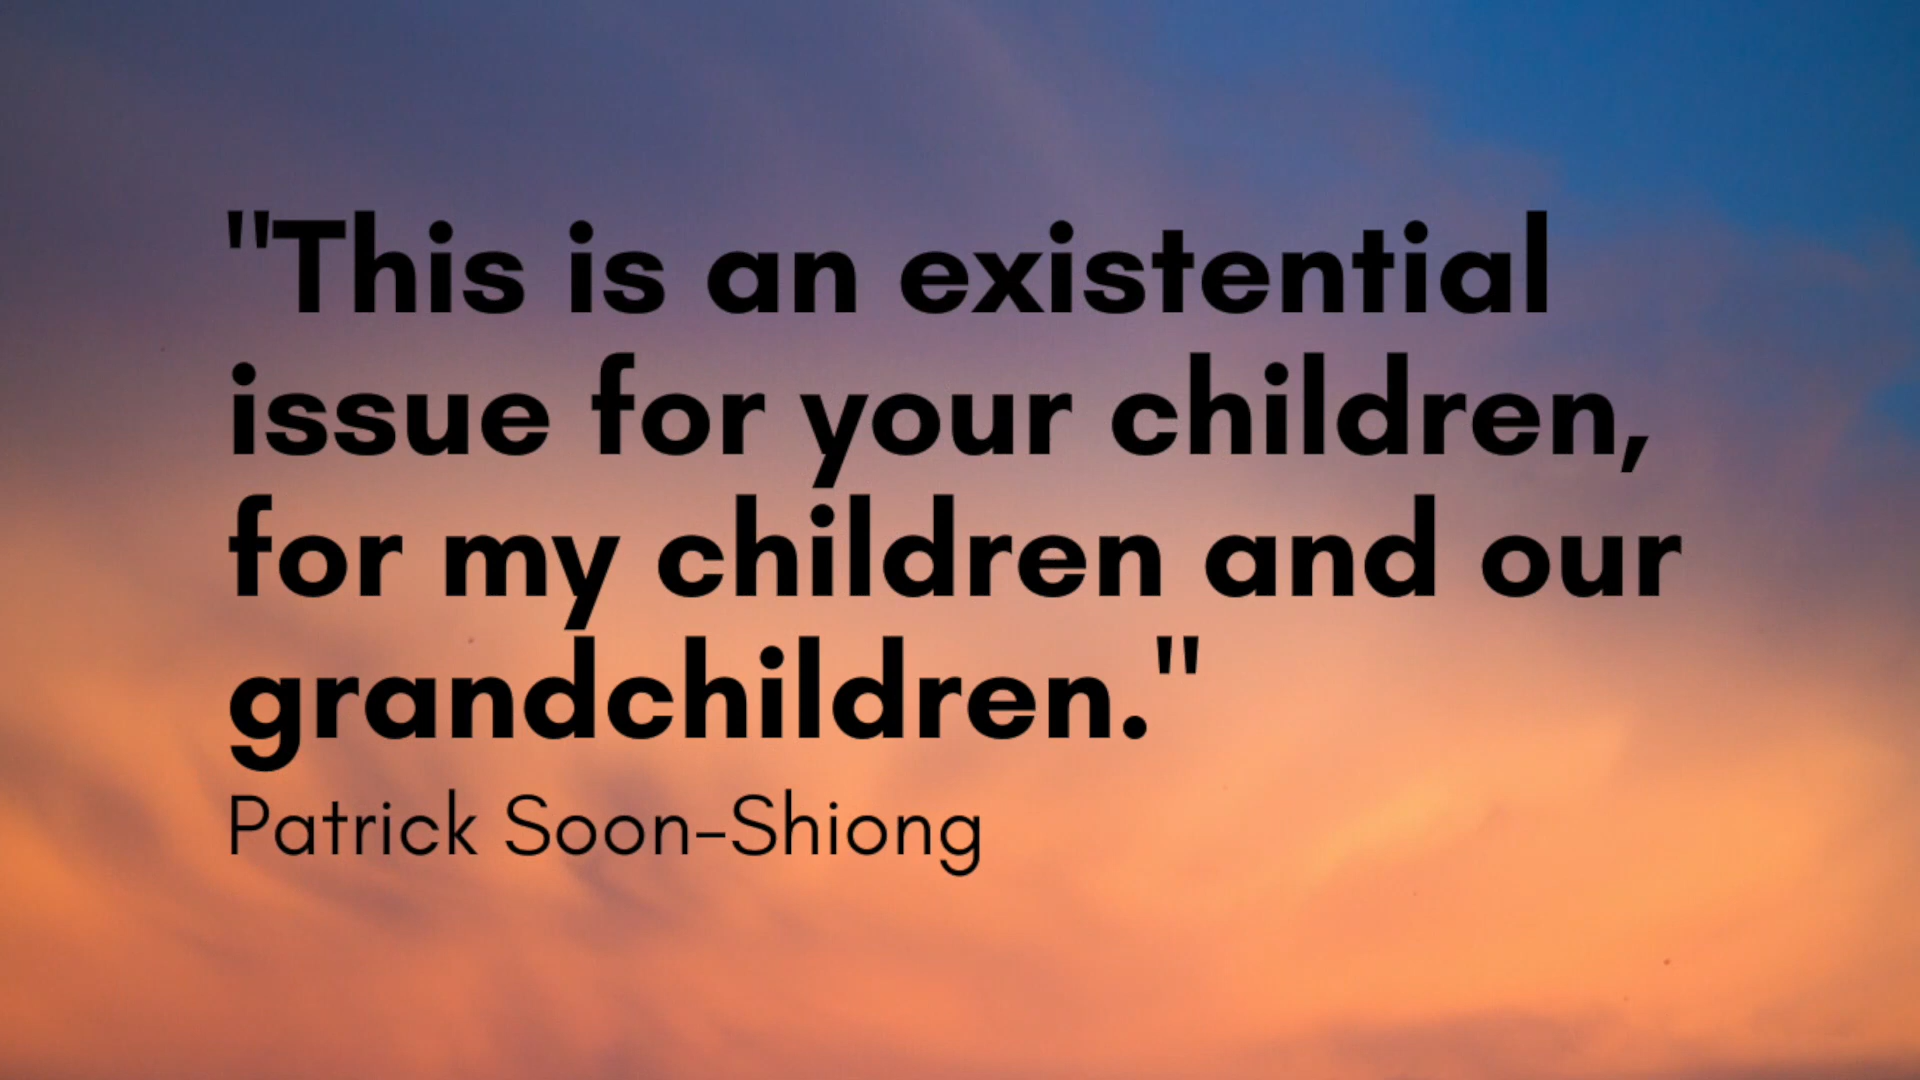 "This is an existential
issue for your children,
for my children and our
grandchildren."
Patrick Soon-Shiong